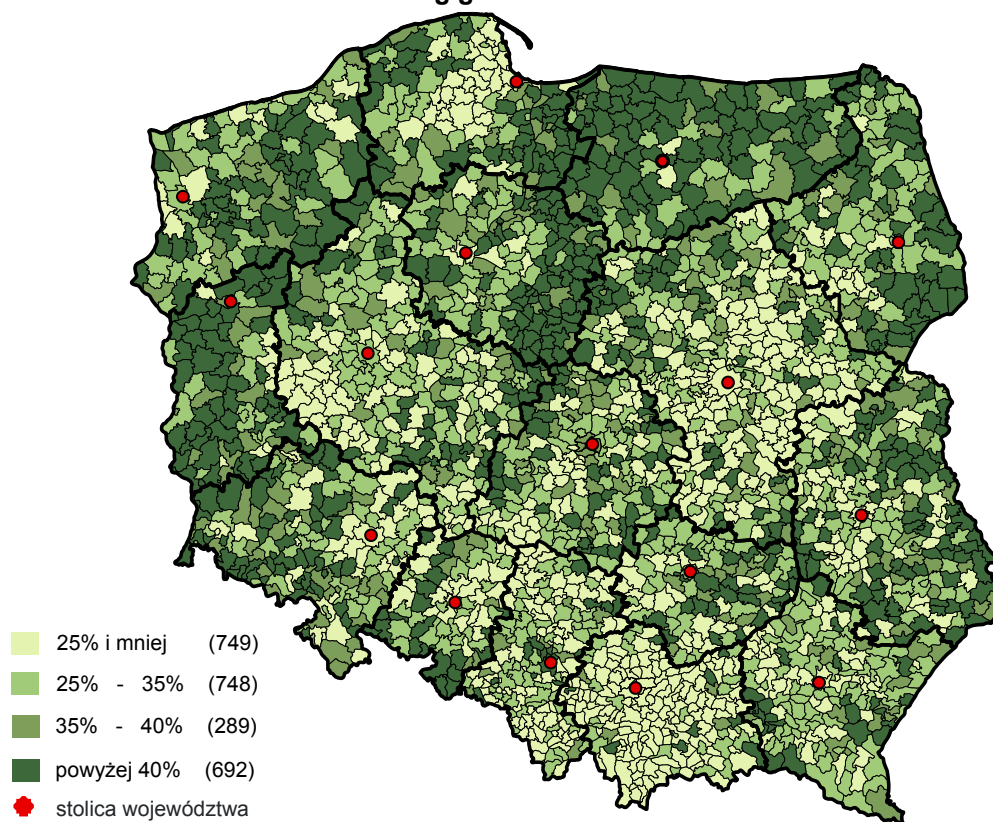 25% i mniej (749)
25% - 35% (748)
35% - 40% (289)
powyżej 40% (692)
stolica województwa